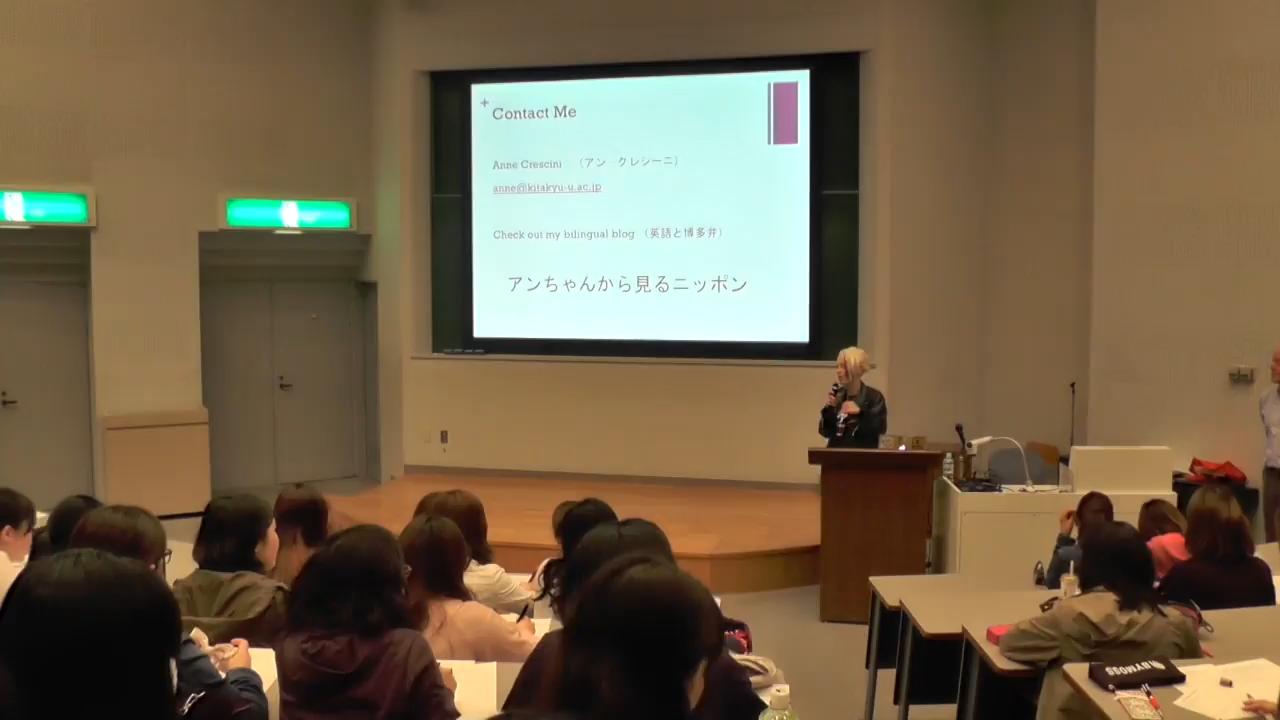 + Contact Me
Anne Crescini （アン クレシーニ）
anne@kitakyu-u.ac.jp
Check out my bilingual blog （英語と博多弁）
アンちゃんから見るニッポン